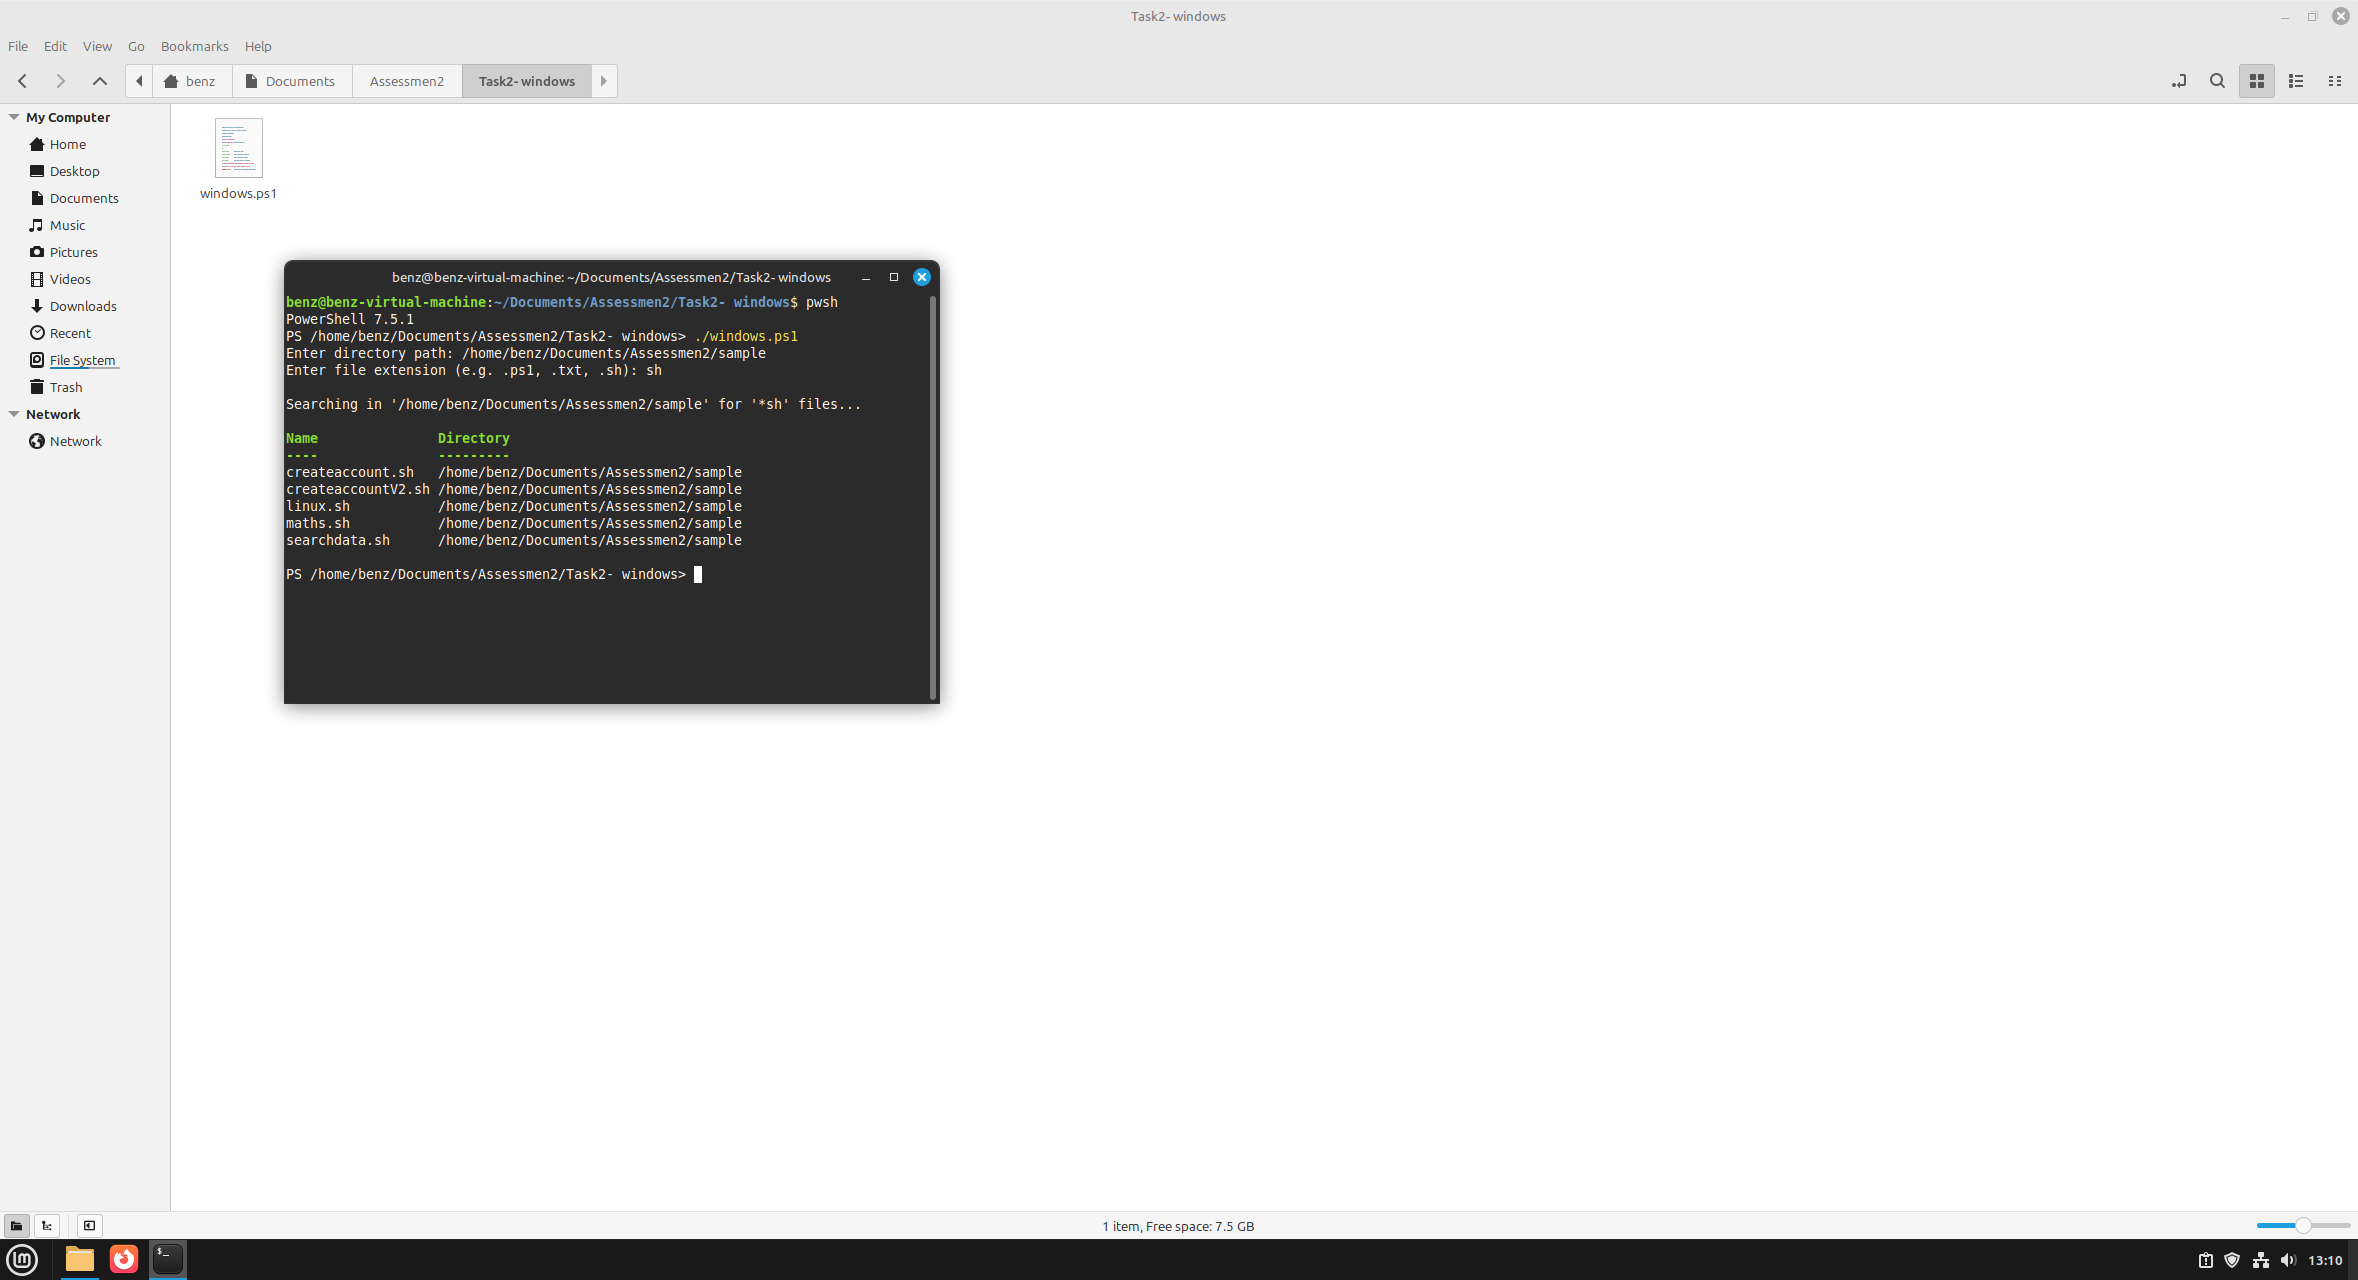 Task2- windows
File Edit View Go Bookmarks Help
benz Documents Assessmen2 Task2- windows
My Computer
Home
Desktop
Documents
Music
Pictures
Videos
Downloads
Recent
File System
Trash
Network
Network
windows.ps1
benz@benz-virtual-machine: ~/Documents/Assessmen2/Task2- windows
benz@benz-virtual-machine:~/Documents/Assessmen2/Task2- windows$ pwsh
PowerShell 7.5.1
PS /home/benz/Documents/Assessmen2/Task2- windows> ./windows.ps1
Enter directory path: /home/benz/Documents/Assessmen2/sample
Enter file extension (e.g. .ps1, .txt, .sh): sh
Searching in '/home/benz/Documents/Assessmen2/sample' for '*sh' files...
Name Directory
---- ---------
createaccount.sh /home/benz/Documents/Assessmen2/sample
createaccountV2.sh /home/benz/Documents/Assessmen2/sample
linux.sh /home/benz/Documents/Assessmen2/sample
maths.sh /home/benz/Documents/Assessmen2/sample
searchdata.sh /home/benz/Documents/Assessmen2/sample
PS /home/benz/Documents/Assessmen2/Task2- windows>
1 item, Free space: 7.5 GB
13:10